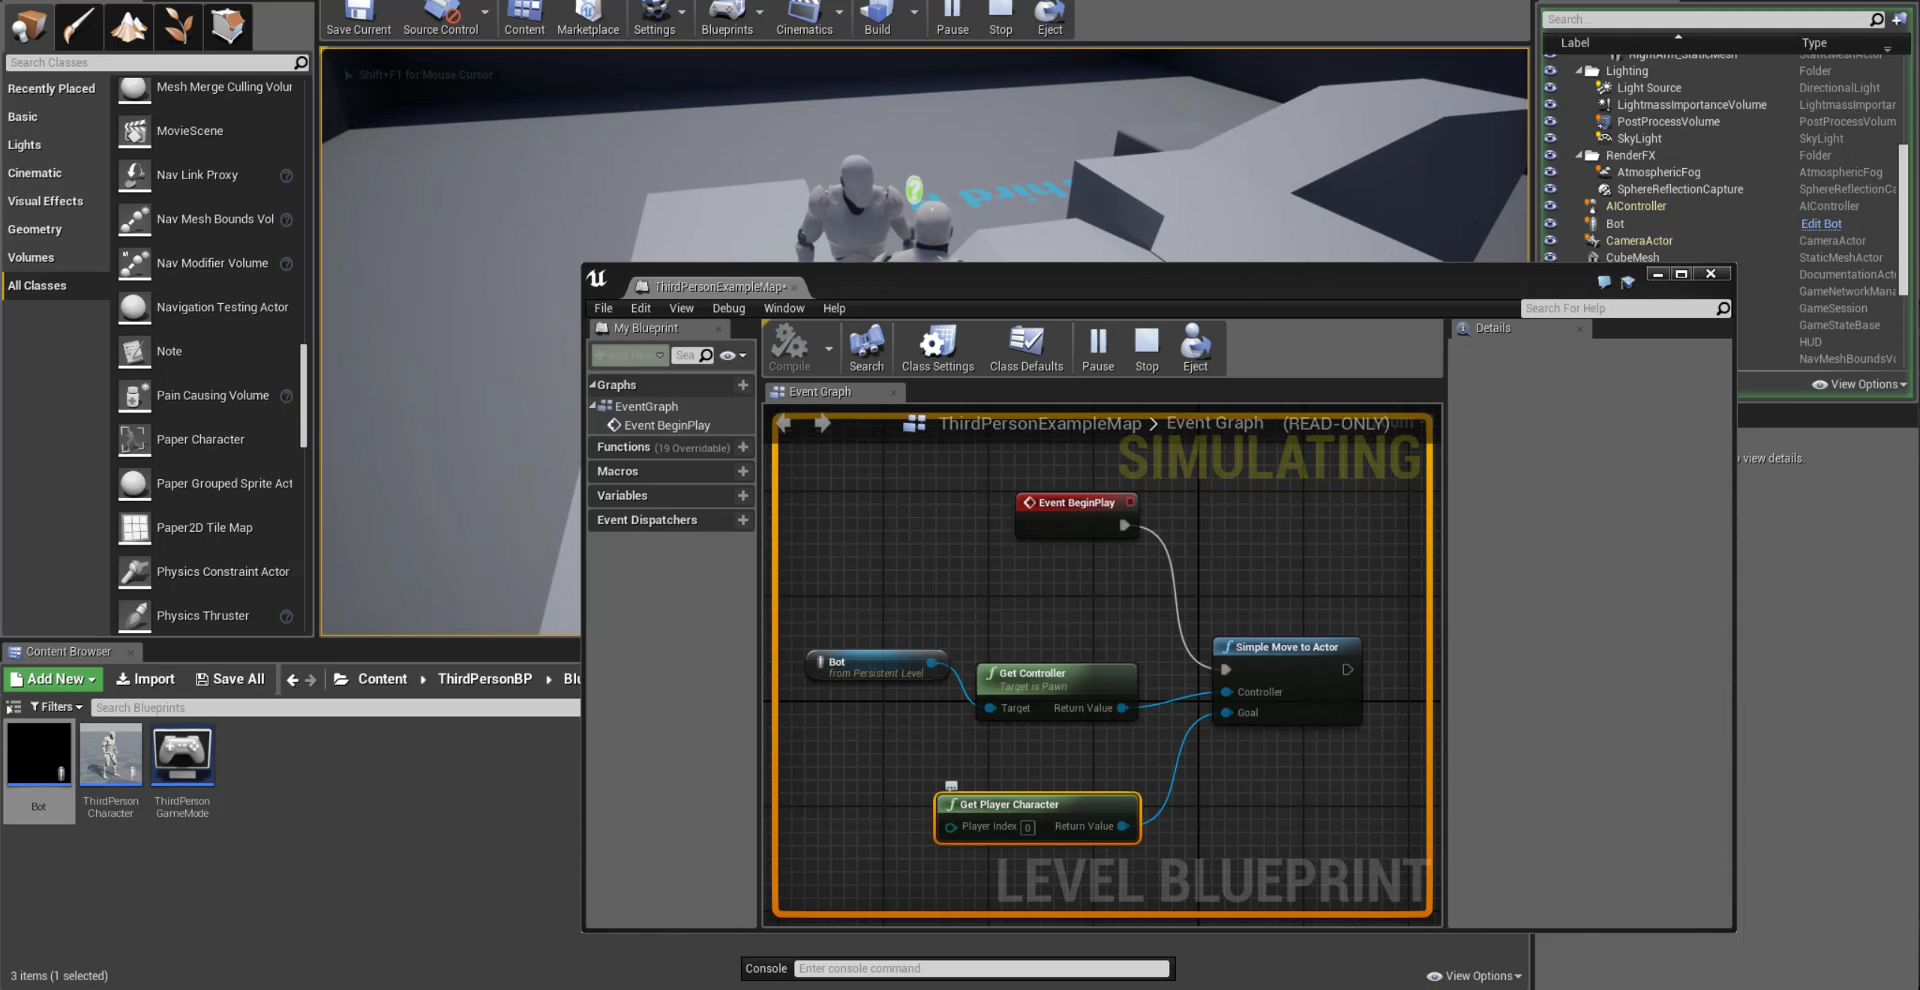 Save Current
Source Control
Content
Marketplace
Settings
Blueprints
Cinematics
Build
Pause
Stop
Eject
Search Classes
Recently Placed
Basic
Lights
Cinematic
Visual Effects
Geometry
Volumes
All Classes
Mesh Merge Culling Volur
MovieScene
Nav Link Proxy
Nav Mesh Bounds Vol
Nav Modifier Volume
Navigation Testing Actor
Note
Pain Causing Volume
Paper Character
Paper Grouped Sprite Act
Paper2D Tile Map
Physics Constraint Actor
Physics Thruster
Shift+F1 for Mouse Cursor
Third
Search...
Label Type
RightArm_StaticMesh StaticMeshActor
Lighting Folder
Light Source DirectionalLight
LightmassImportanceVolume LightmassImportar
PostProcessVolume PostProcessVolum
SkyLight SkyLight
RenderFX Folder
AtmosphericFog AtmosphericFog
SphereReflectionCapture SphereReflectionCa
AIController AIController
Bot Edit Bot
CameraActor CameraActor
CubeMesh StaticMeshActor
DocumentationActo
GameNetworkMana
GameSession
GameStateBase
HUD
NavMeshBoundsVo
View Options
o view details.
ThirdPersonExampleMap*
File Edit View Debug Window Help
Search For Help
My Blueprint
Add New
Sea
Graphs
EventGraph
Event BeginPlay
Functions (19 Overridable)
Macros
Variables
Event Dispatchers
Compile
Search
Class Settings
Class Defaults
Pause
Stop
Eject
Details
Event Graph
ThirdPersonExampleMap > Event Graph (READ-ONLY)
SIMULATING
Event BeginPlay
Bot
from Persistent Level
Get Controller
Target is Pawn
Target Return Value
Simple Move to Actor
Controller
Goal
Get Player Character
Player Index 0 Return Value
LEVEL BLUEPRINT
Content Browser
Add New Import Save All Content ThirdPersonBP Blu
Filters Search Blueprints
Bot
ThirdPerson
Character
ThirdPerson
GameMode
3 items (1 selected)
Console Enter console command
View Options